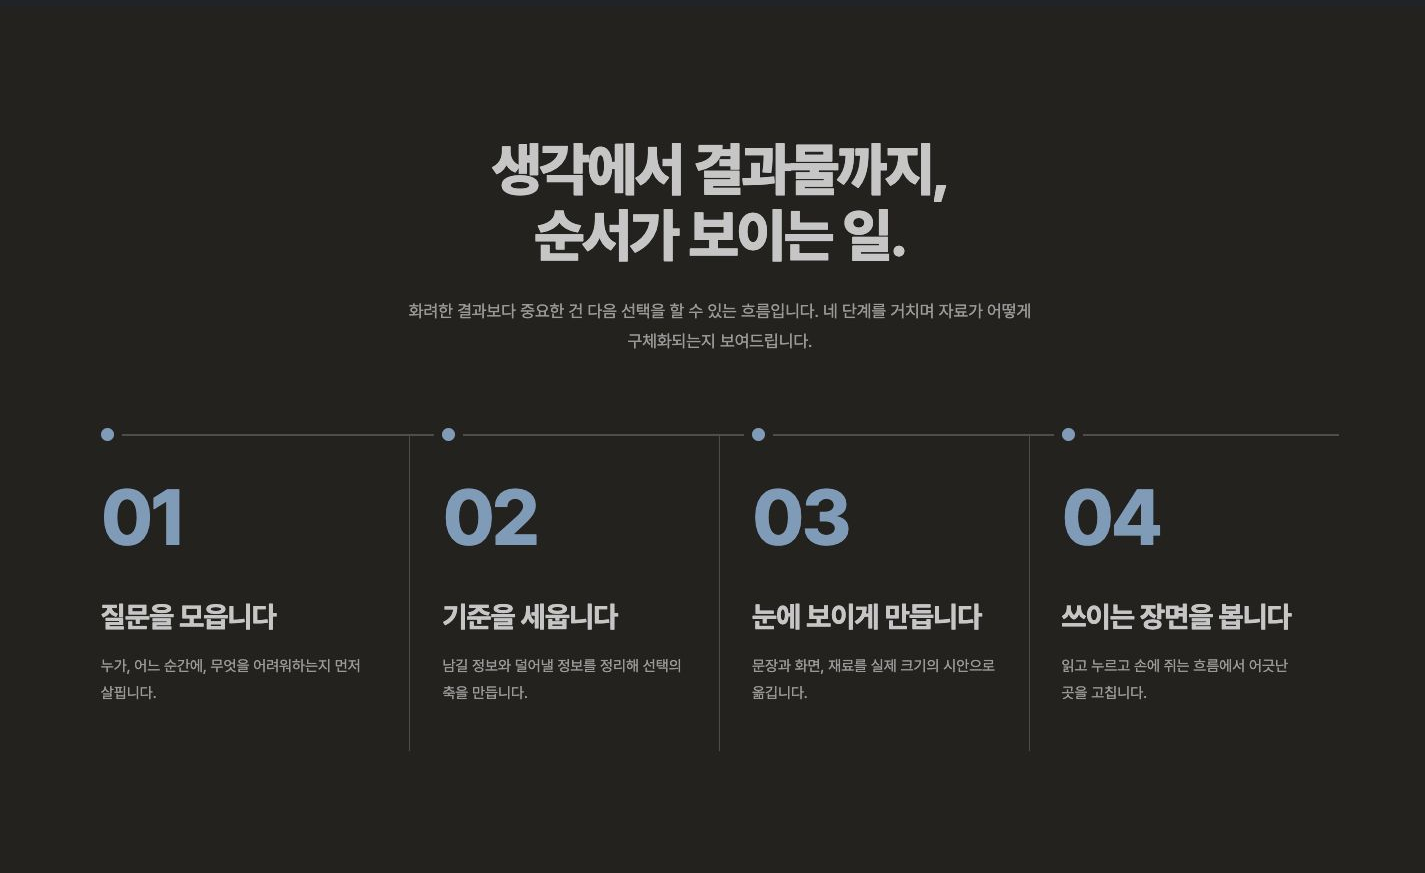 생각에서 결과물까지,
순서가 보이는 일.
화려한 결과보다 중요한 건 다음 선택을 할 수 있는 흐름입니다. 네 단계를 거치며 자료가 어떻게
구체화되는지 보여드립니다.
01
질문을 모읍니다
누가, 어느 순간에, 무엇을 어려워하는지 먼저
살핍니다.
02
기준을 세웁니다
남길 정보와 덜어낼 정보를 정리해 선택의
축을 만듭니다.
03
눈에 보이게 만듭니다
문장과 화면, 재료를 실제 크기의 시안으로
옮깁니다.
04
쓰이는 장면을 봅니다
읽고 누르고 손에 쥐는 흐름에서 어긋난
곳을 고칩니다.